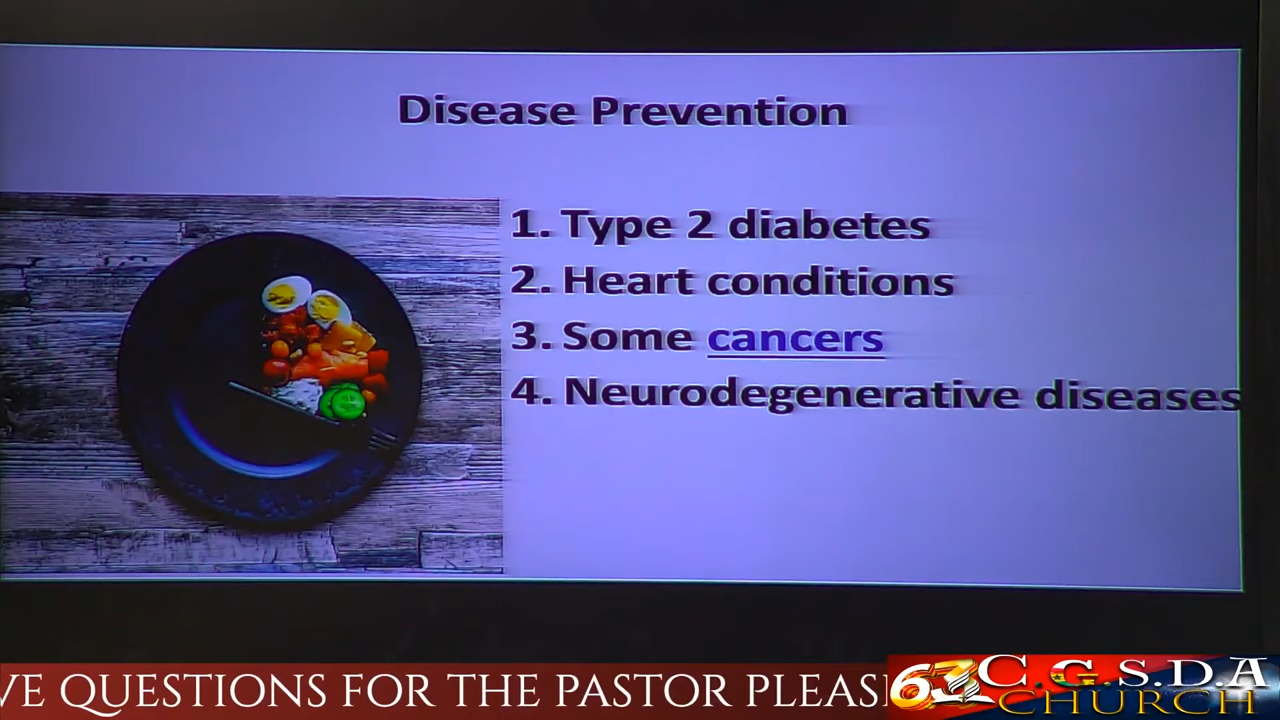 Disease Prevention
1. Type 2 diabetes
2. Heart conditions
3. Some cancers
4. Neurodegenerative diseases
VE QUESTIONS FOR THE PASTOR PLEAS
C.G.S.D.A
CHURCH